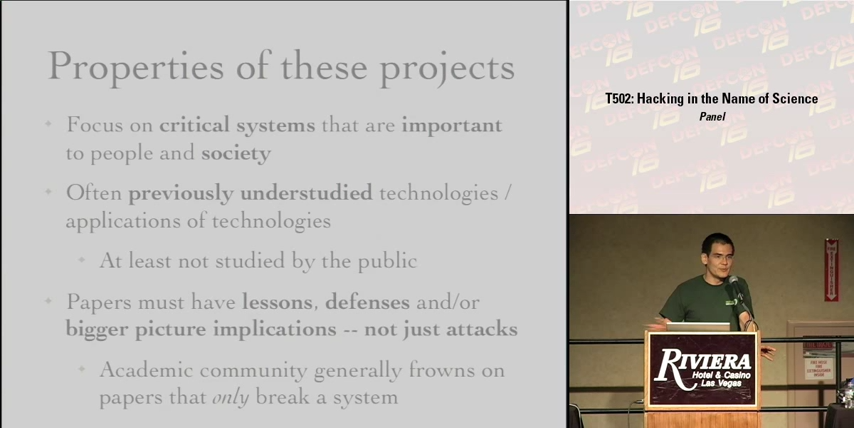 Properties of these projects
Focus on critical systems that are important
to people and society
Often previously understudied technologies /
applications of technologies
At least not studied by the public
Papers must have lessons, defenses and/or
bigger picture implications -- not just attacks
Academic community generally frowns on
papers that only break a system
DEFCON 16
T502: Hacking in the Name of Science
Panel
RIVIERA
Hotel & Casino
Las Vegas